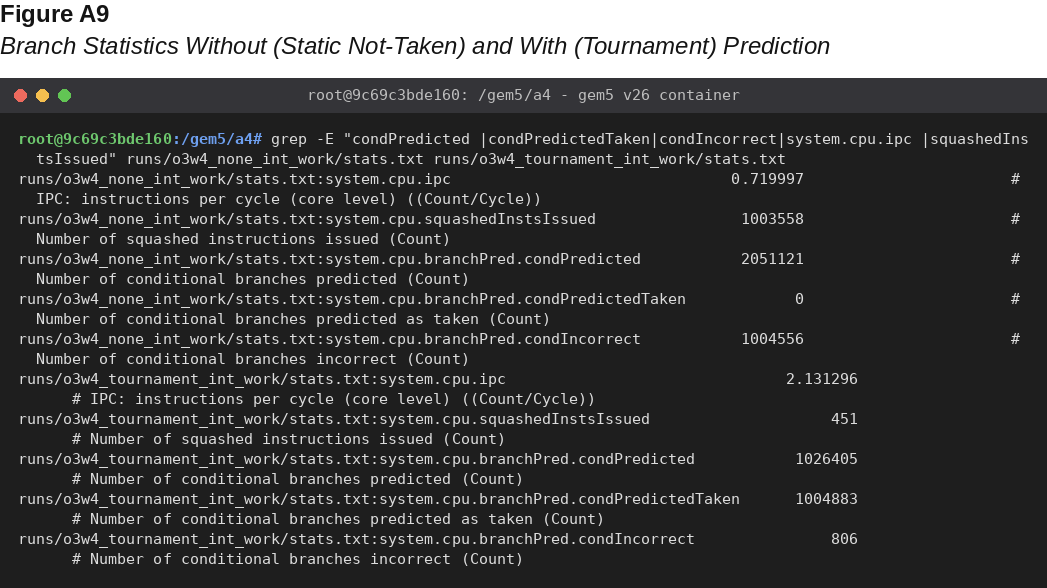 Figure A9
Branch Statistics Without (Static Not-Taken) and With (Tournament) Prediction
root@9c69c3bde160: /gem5/a4 - gem5 v26 container
root@9c69c3bde160:/gem5/a4# grep -E "condPredicted |condPredictedTaken|condIncorrect|system.cpu.ipc |squashedIns
tsIssued" runs/o3w4_none_int_work/stats.txt runs/o3w4_tournament_int_work/stats.txt
runs/o3w4_none_int_work/stats.txt:system.cpu.ipc 0.719997 #
IPC: instructions per cycle (core level) ((Count/Cycle))
runs/o3w4_none_int_work/stats.txt:system.cpu.squashedInstsIssued 1003558 #
Number of squashed instructions issued (Count)
runs/o3w4_none_int_work/stats.txt:system.cpu.branchPred.condPredicted 2051121 #
Number of conditional branches predicted (Count)
runs/o3w4_none_int_work/stats.txt:system.cpu.branchPred.condPredictedTaken 0 #
Number of conditional branches predicted as taken (Count)
runs/o3w4_none_int_work/stats.txt:system.cpu.branchPred.condIncorrect 1004556 #
Number of conditional branches incorrect (Count)
runs/o3w4_tournament_int_work/stats.txt:system.cpu.ipc 2.131296
# IPC: instructions per cycle (core level) ((Count/Cycle))
runs/o3w4_tournament_int_work/stats.txt:system.cpu.squashedInstsIssued 451
# Number of squashed instructions issued (Count)
runs/o3w4_tournament_int_work/stats.txt:system.cpu.branchPred.condPredicted 1026405
# Number of conditional branches predicted (Count)
runs/o3w4_tournament_int_work/stats.txt:system.cpu.branchPred.condPredictedTaken 1004883
# Number of conditional branches predicted as taken (Count)
runs/o3w4_tournament_int_work/stats.txt:system.cpu.branchPred.condIncorrect 806
# Number of conditional branches incorrect (Count)